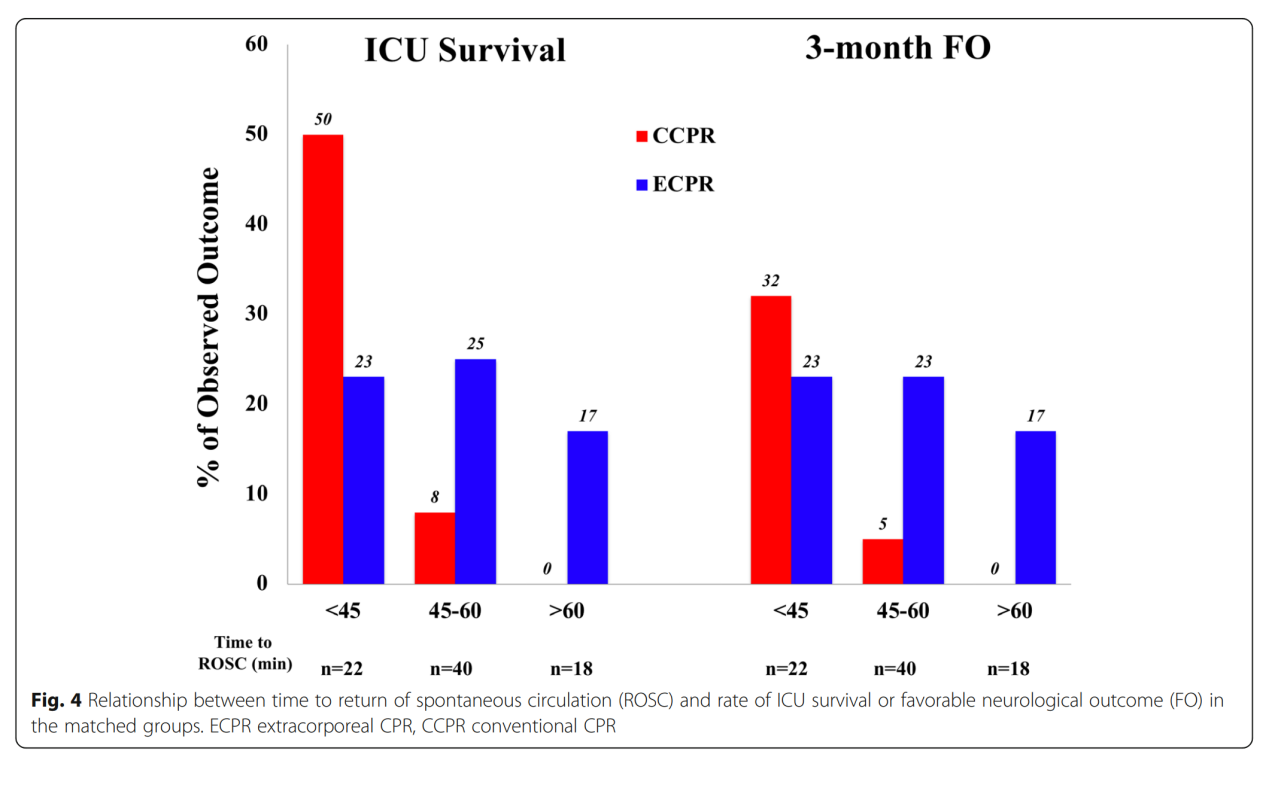 ICU Survival
3-month FO
% of Observed Outcome
60
50
40
30
20
10
0
CCPR
ECPR
50
23
8
25
0
17
32
23
5
23
0
17
<45 45-60 >60 <45 45-60 >60
Time to
ROSC (min) n=22 n=40 n=18 n=22 n=40 n=18
Fig. 4 Relationship between time to return of spontaneous circulation (ROSC) and rate of ICU survival or favorable neurological outcome (FO) in
the matched groups. ECPR extracorporeal CPR, CCPR conventional CPR